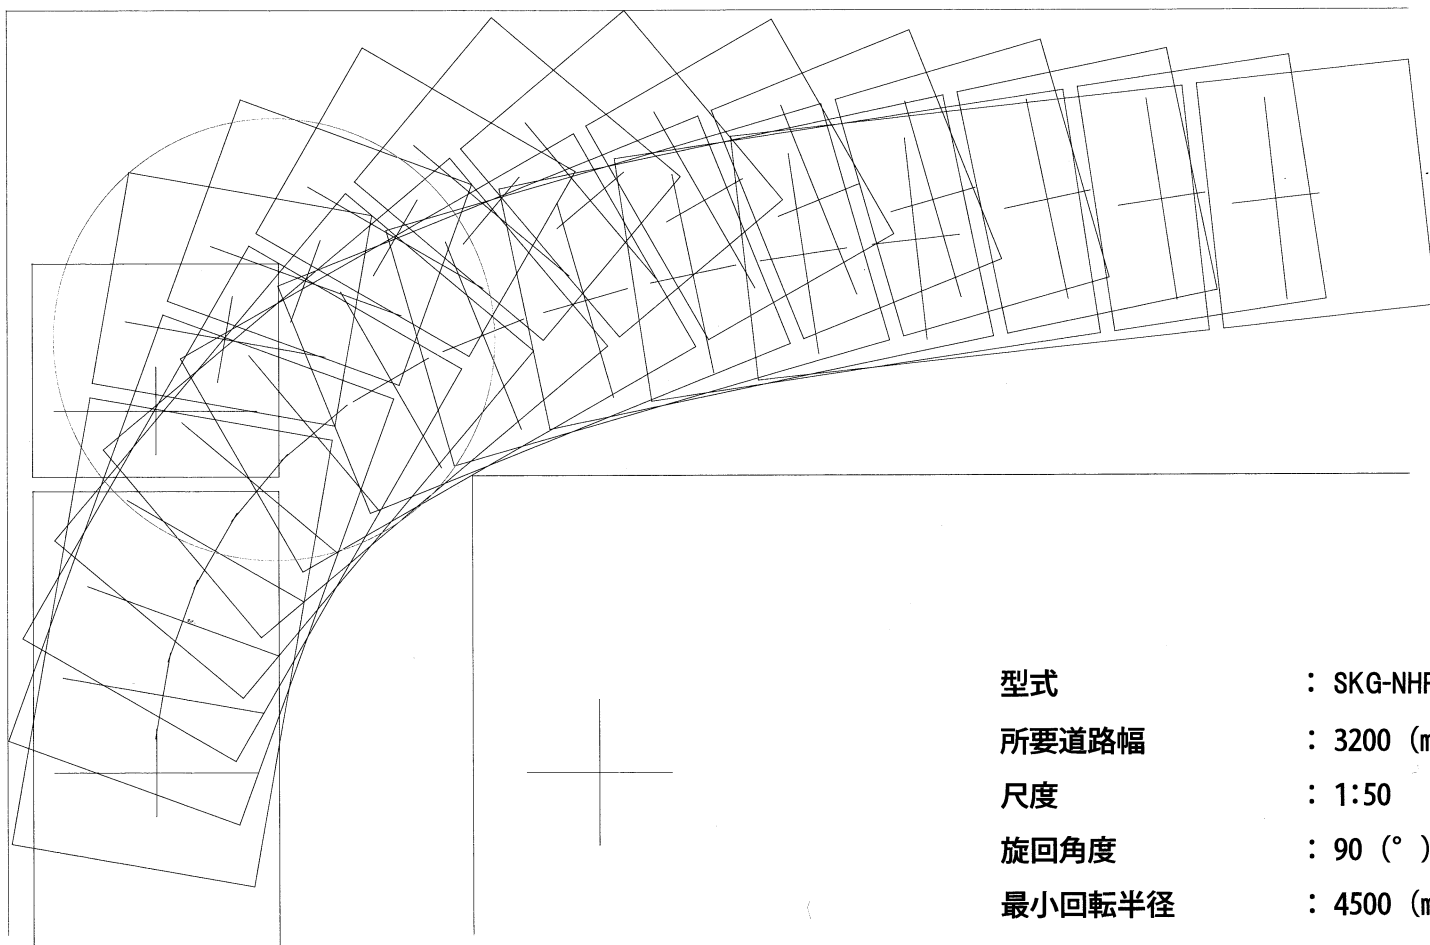 型式 : SKG-NHR
所要道路幅 : 3200 (m
尺度 : 1:50
旋回角度 : 90 (° )
最小回転半径 : 4500 (m